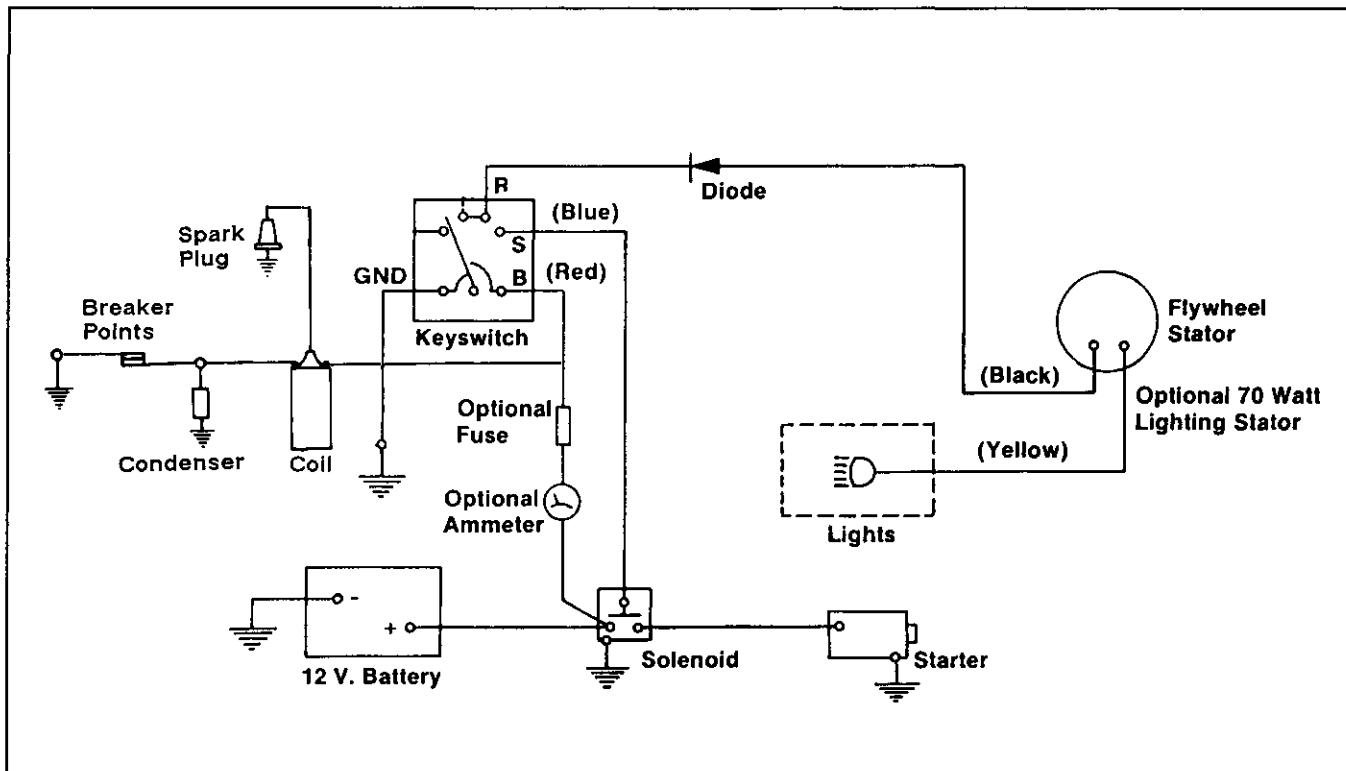 R
Diode
(Blue)
Spark
Plug
S
GND
B
(Red)
Breaker
Points
Keyswitch
Flywheel
Stator
(Black)
Optional 70 Watt
Lighting Stator
Optional
Fuse
(Yellow)
Condenser
Coil
Optional
Ammeter
Lights
-
+
12 V. Battery
Solenoid
Starter